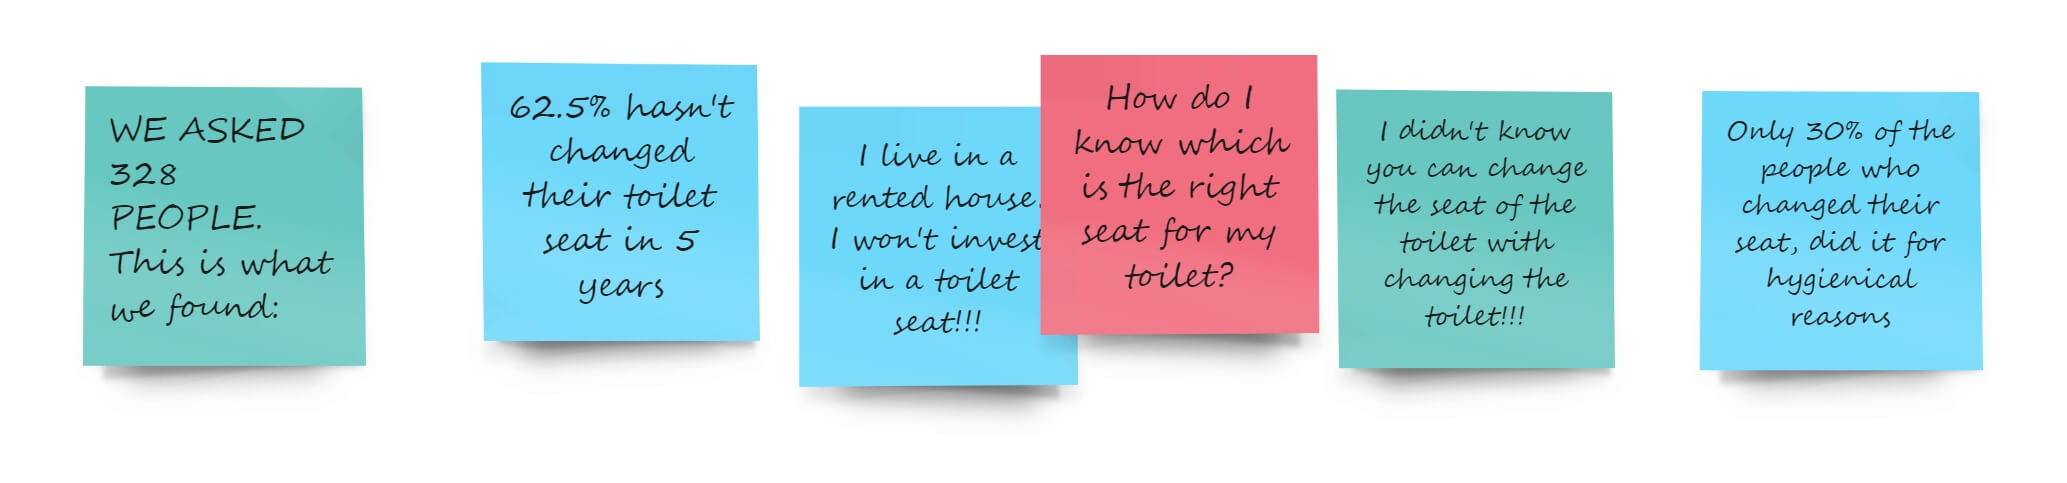 WE ASKED
328
PEOPLE.
This is what
we found:
62.5% hasn't
changed
their toilet
seat in 5
years
I live in a
rented house.
I won't invest
in a toilet
seat!!!
How do I
know which
is the right
seat for my
toilet?
I didn't know
you can change
the seat of the
toilet with
changing the
toilet!!!
Only 30% of the
people who
changed their
seat, did it for
hygienical
reasons